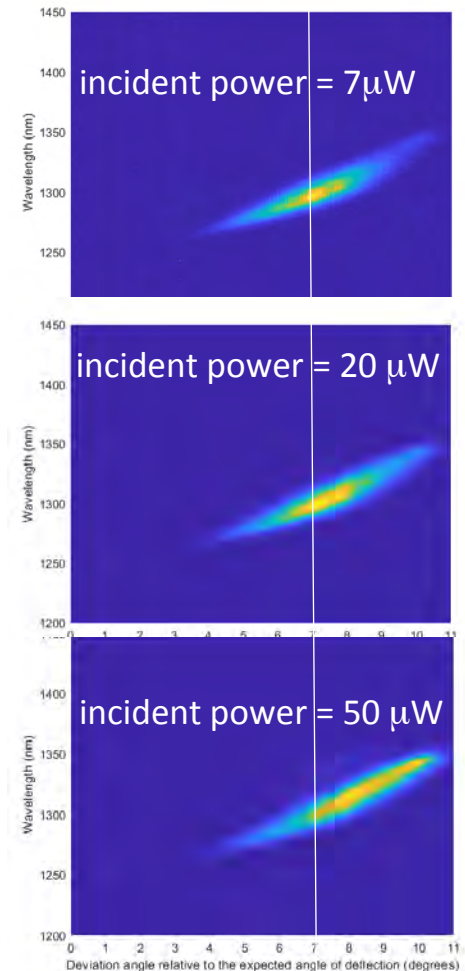 1450
incident power = 7μW
1400
1350
1300
1250
Wavelength (nm)
1450
incident power = 20 μW
1400
1350
1300
1250
1200
Wavelength (nm)
0 1 2 3 4 5 6 7 8 9 10 11
1400
incident power = 50 μW
1350
1300
1250
1200
Wavelength (nm)
0 1 2 3 4 5 6 7 8 9 10 11
Deviation angle relative to the expected angle of deflection (degrees)